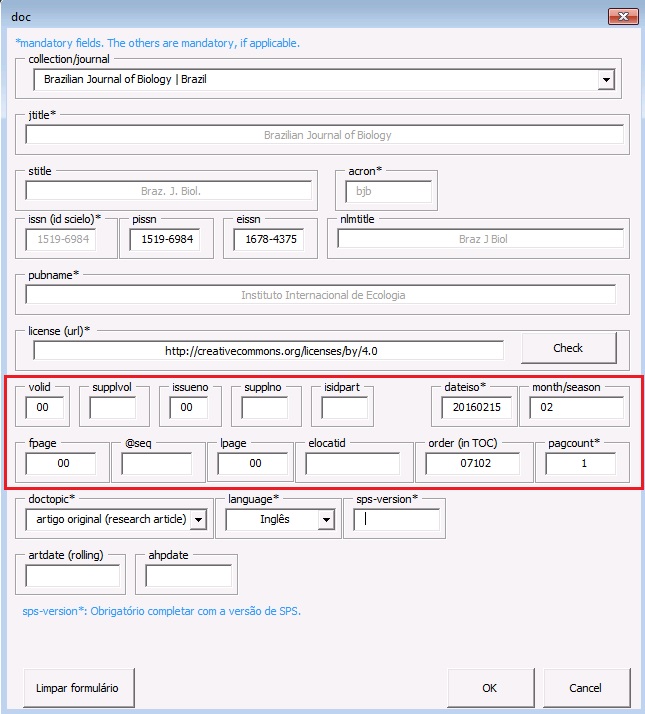 doc
*mandatory fields. The others are mandatory, if applicable.
collection/journal
Brazilian Journal of Biology | Brazil
jtitle*
Brazilian Journal of Biology
stitle acron*
Braz. J. Biol. bjb
issn (id scielo)* pissn eissn nlmtitle
1519-6984 1519-6984 1678-4375 Braz J Biol
pubname*
Instituto Internacional de Ecologia
license (url)*
http://creativecommons.org/licenses/by/4.0 Check
volid supplvol issueno supplno isidpart dateiso* month/season
00 00 20160215 02
fpage @seq lpage elocatid order (in TOC) pagcount*
00 00 07102 1
doctopic* language* sps-version*
artigo original (research article) Inglês
artdate (rolling) ahpdate
sps-version*: Obrigatório completar com a versão de SPS.
Limpar formulário OK Cancel